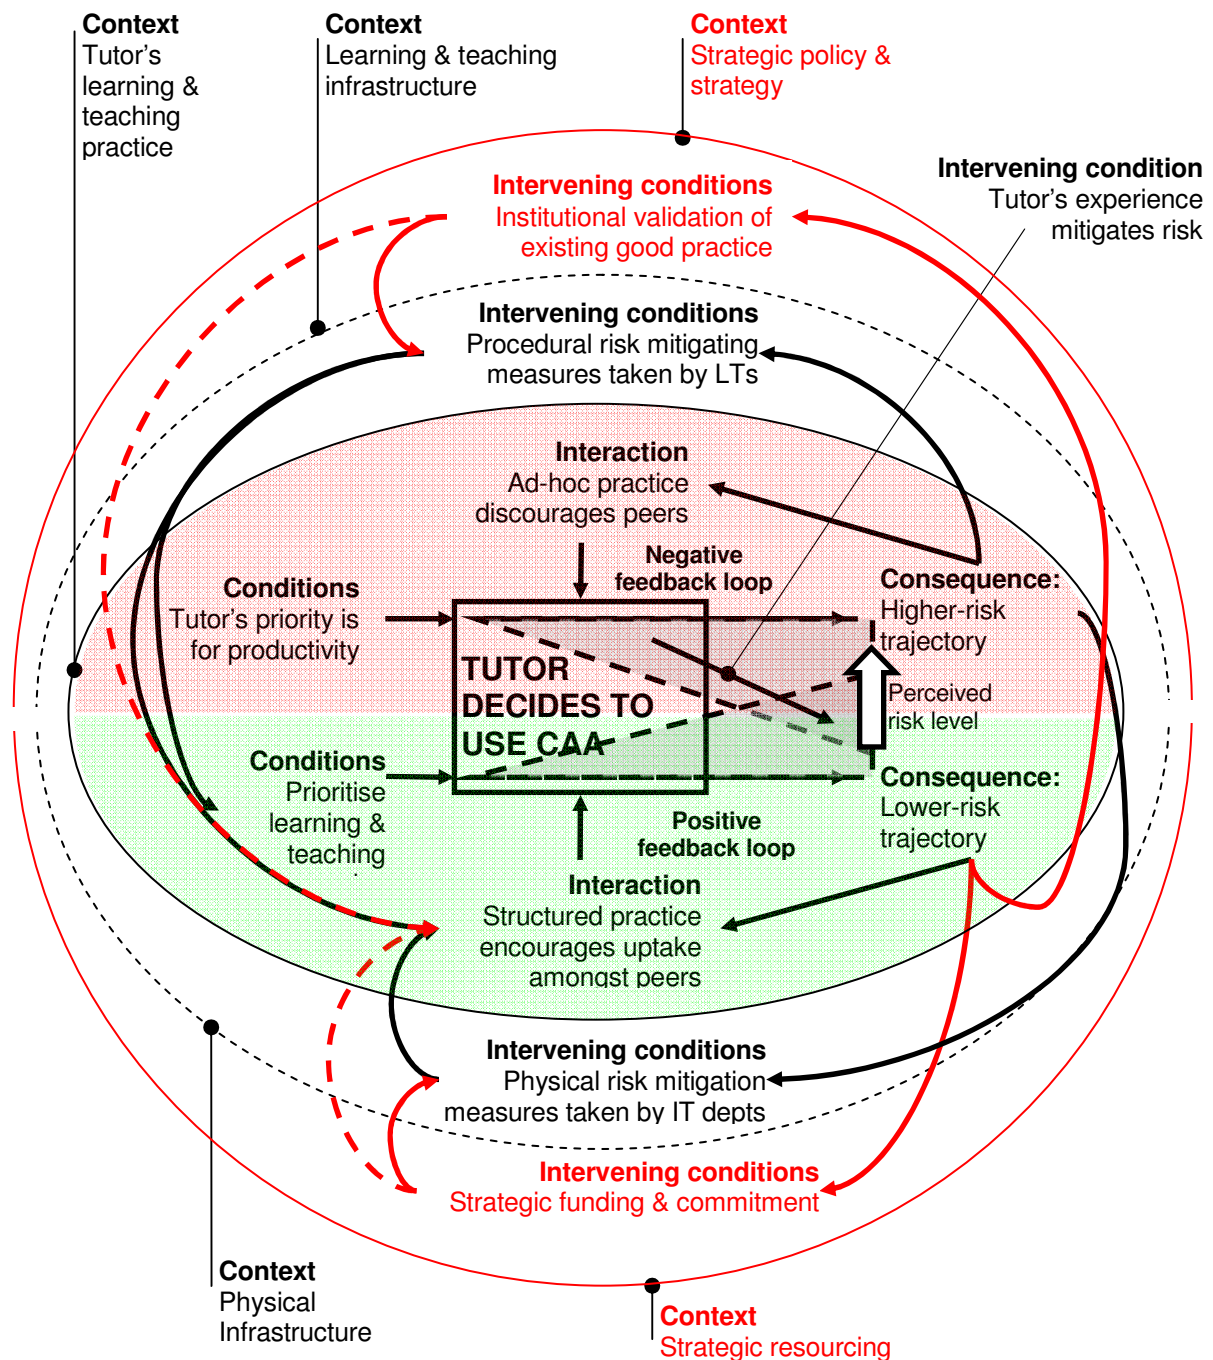 Context
Tutor’s
learning &
teaching
practice
Context
Learning & teaching
infrastructure
Context
Strategic policy &
strategy
Intervening condition
Tutor’s experience
mitigates risk
Intervening conditions
Institutional validation of
existing good practice
Intervening conditions
Procedural risk mitigating
measures taken by LTs
Interaction
Ad-hoc practice
discourages peers
Negative
feedback loop
Conditions
Tutor’s priority is
for productivity
Consequence:
Higher-risk
trajectory
TUTOR
DECIDES TO
USE CAA
Perceived
risk level
Conditions
Prioritise
learning &
teaching
Consequence:
Lower-risk
trajectory
Positive
feedback loop
Interaction
Structured practice
encourages uptake
amongst peers
Intervening conditions
Physical risk mitigation
measures taken by IT depts
Intervening conditions
Strategic funding & commitment
Context
Physical
Infrastructure
Context
Strategic resourcing